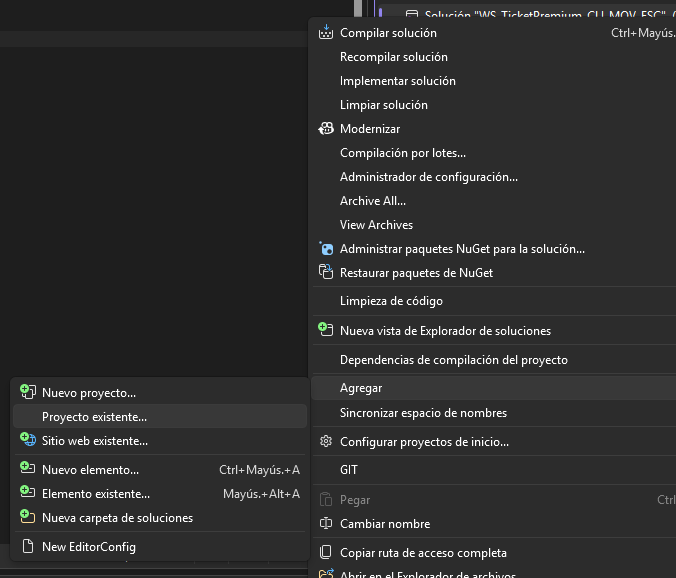 Solución "WS_TicketPremium_CLI_MOV_ESC" (
Compilar solución Ctrl+Mayús.
Recompilar solución
Implementar solución
Limpiar solución
Modernizar
Compilación por lotes...
Administrador de configuración...
Archive All...
View Archives
Administrar paquetes NuGet para la solución...
Restaurar paquetes de NuGet
Limpieza de código
Nueva vista de Explorador de soluciones
Dependencias de compilación del proyecto
Agregar
Sincronizar espacio de nombres
Configurar proyectos de inicio...
GIT
Pegar Ctrl
Cambiar nombre
Copiar ruta de acceso completa
Abrir en el Explorador de archivos
Nuevo proyecto...
Proyecto existente...
Sitio web existente...
Nuevo elemento... Ctrl+Mayús.+A
Elemento existente... Mayús.+Alt+A
Nueva carpeta de soluciones
New EditorConfig